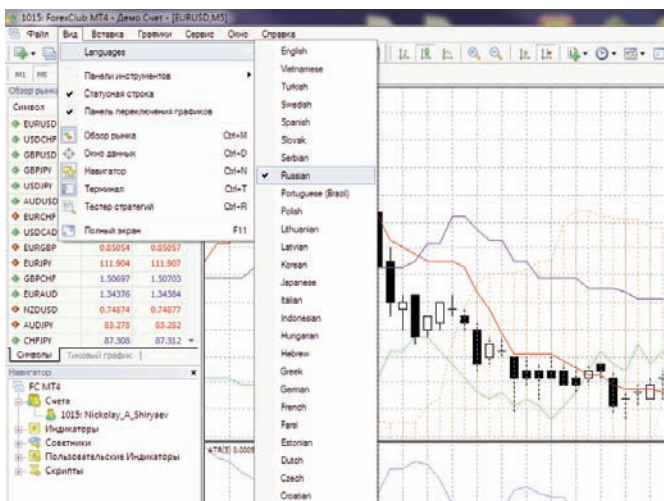 1015: ForexClub MT4 - Демо Счет - [EURUSD,M5]
Файл Вид Вставка Графики Сервис Окно Справка
M1 M5
Languages
Панели инструментов
Статусная строка
Панель переключения графиков
Обзор рынка Ctrl+M
Окно данных Ctrl+D
Навигатор Ctrl+N
Терминал Ctrl+T
Тестер стратегий Ctrl+R
Полный экран F11
English
Vietnamese
Turkish
Swedish
Spanish
Slovak
Serbian
Russian
Portuguese (Brazil)
Polish
Lithuanian
Latvian
Korean
Japanese
Italian
Indonesian
Hungarian
Hebrew
Greek
German
French
Farsi
Estonian
Dutch
Czech
Croatian
Обзор рынка
Символ
EURUSD
USDCHF
GBPUSD
GBPJPY
USDJPY
AUDUSD
EURCHF
USDCAD
EURGBP 0.85054 0.85057
EURJPY 111.904 111.907
GBPCHF 1.50697 1.50703
EURAUD 1.34376 1.34384
NZDUSD 0.74874 0.74877
AUDJPY 83.278 83.282
CHFJPY 87.308 87.312
Символы Тиковый график
Навигатор
FC MT4
Счета
1015: Nickolay_A_Shiryaev
Индикаторы
Советники
Пользовательские Индикаторы
Скрипты
ATR(5)